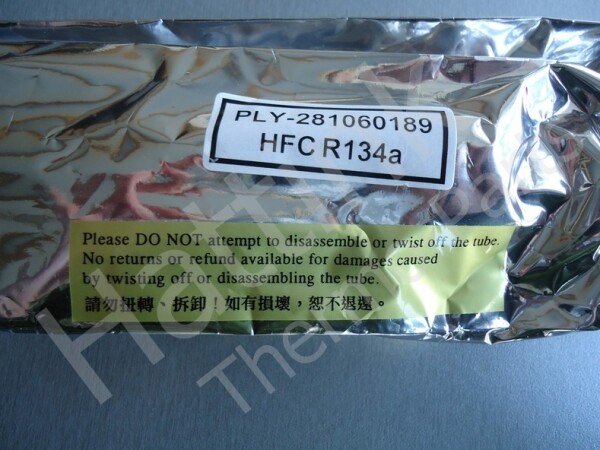 PLY-281060189
HFC R134a
Please DO NOT attempt to disassemble or twist off the tube.
No returns or refund available for damages caused
by twisting off or disassembling the tube.
請勿扭轉、拆卸！如有損壞，恕不退還。